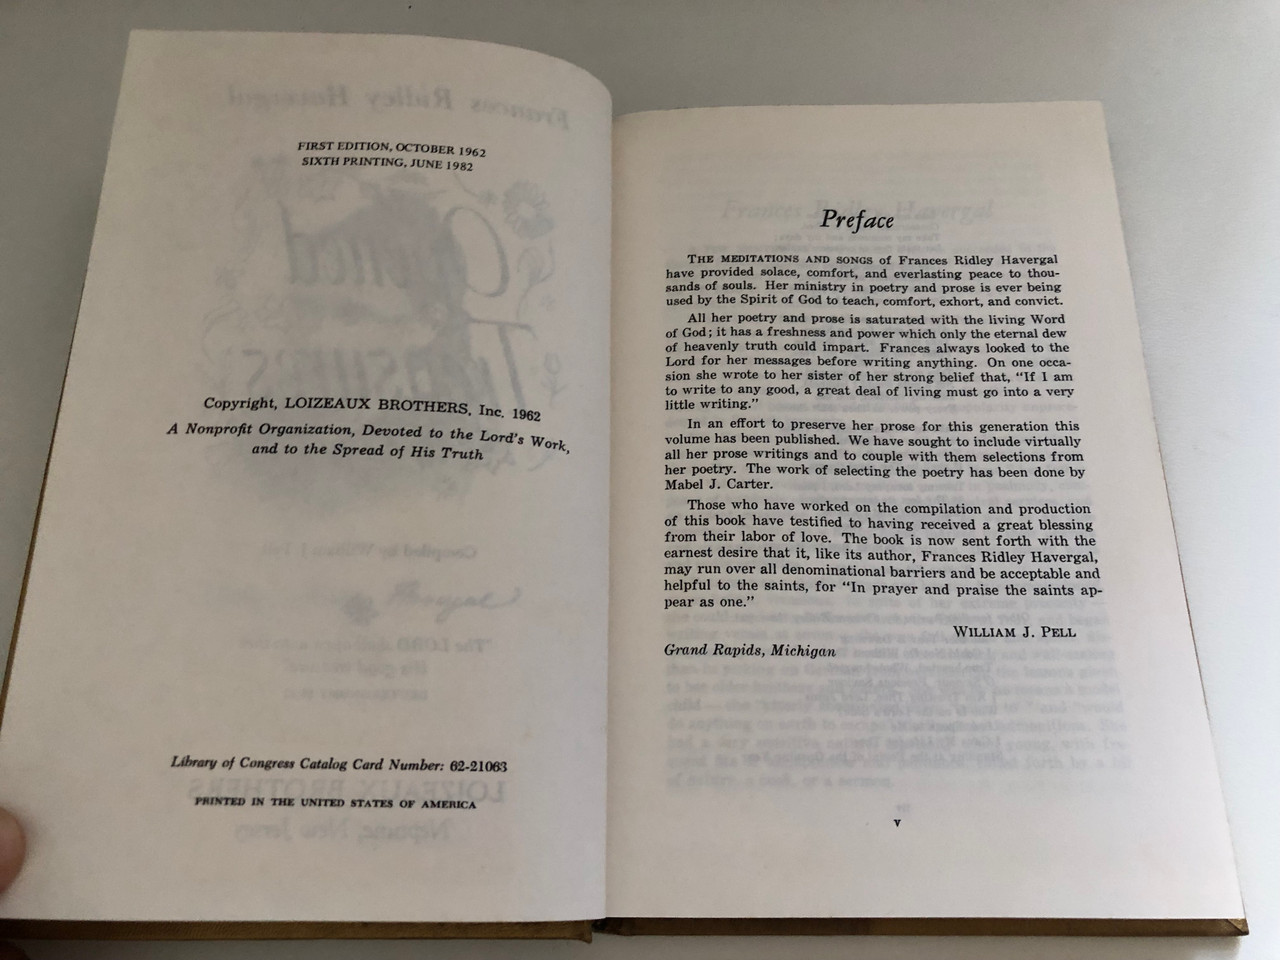 FIRST EDITION, OCTOBER 1962
SIXTH PRINTING, JUNE 1982
Copyright, LOIZEAUX BROTHERS, Inc. 1962
A Nonprofit Organization, Devoted to the Lord's Work,
and to the Spread of His Truth
Library of Congress Catalog Card Number: 62-21063
PRINTED IN THE UNITED STATES OF AMERICA
Preface
THE MEDITATIONS AND SONGS of Frances Ridley Havergal
have provided solace, comfort, and everlasting peace to thou-
sands of souls. Her ministry in poetry and prose is ever being
used by the Spirit of God to teach, comfort, exhort, and convict.
All her poetry and prose is saturated with the living Word
of God; it has a freshness and power which only the eternal dew
of heavenly truth could impart. Frances always looked to the
Lord for her messages before writing anything. On one occa-
sion she wrote to her sister of her strong belief that, "If I am
to write to any good, a great deal of living must go into a very
little writing."
In an effort to preserve her prose for this generation this
volume has been published. We have sought to include virtually
all her prose writings and to couple with them selections from
her poetry. The work of selecting the poetry has been done by
Mabel J. Carter.
Those who have worked on the compilation and production
of this book have testified to having received a great blessing
from their labor of love. The book is now sent forth with the
earnest desire that it, like its author, Frances Ridley Havergal,
may run over all denominational barriers and be acceptable and
helpful to the saints, for "In prayer and praise the saints ap-
pear as one."
WILLIAM J. PELL
Grand Rapids, Michigan
v